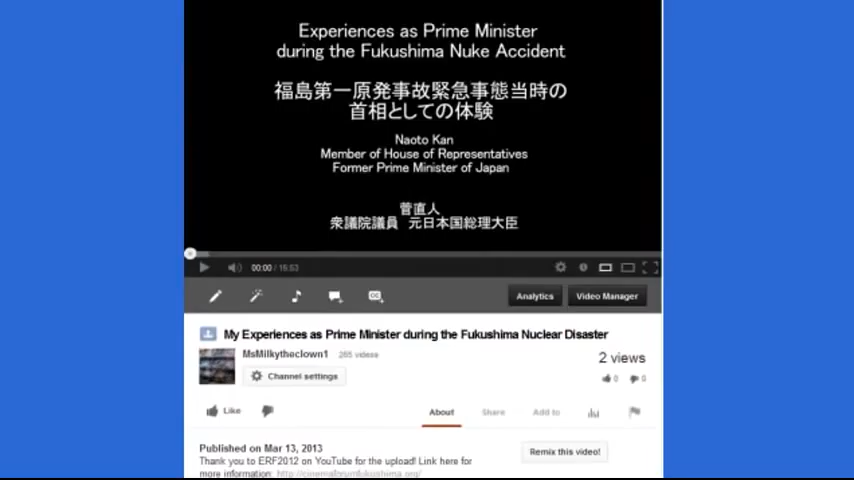 Experiences as Prime Minister
during the Fukushima Nuke Accident
福島第一原発事故緊急事態当時の
首相としての体験
Naoto Kan
Member of House of Representatives
Former Prime Minister of Japan
菅直人
衆議院議員 元日本国総理大臣
00:00 / 15:53
Analytics
Video Manager
My Experiences as Prime Minister during the Fukushima Nuclear Disaster
MsMilkytheclown1 265 videos
2 views
Channel settings
0 0
Like
About Share Add to
Published on Mar 13, 2013
Remix this video!
Thank you to ERF2012 on YouTube for the upload! Link here for
more information: http://cinemaforumfukushima.org/